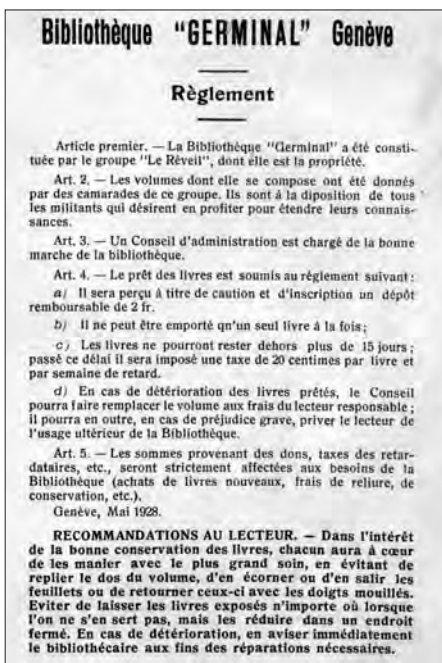 Bibliothèque "GERMINAL" Genève
Règlement
Article premier. — La Bibliothèque "Germinal" a été consti-
tuée par le groupe "Le Réveil", dont elle est la propriété.
Art. 2. — Les volumes dont elle se compose ont été donnés
par des camarades de ce groupe. Ils sont à la diposition de tous
les militants qui désirent en profiter pour étendre leurs connais-
sances.
Art. 3. — Un Conseil d'administration est chargé de la bonne
marche de la bibliothèque.
Art. 4. — Le prêt des livres est soumis au règlement suivant :
a) Il sera perçu à titre de caution et d'inscription un dépôt
remboursable de 2 fr.
b) Il ne peut être emporté qn'un seul livre à la fois ;
c) Les livres ne pourront rester dehors plus de 15 jours ;
passé ce délai il sera imposé une taxe de 20 centimes par livre et
par semaine de retard.
d) En cas de détérioration des livres prêtés, le Conseil
pourra faire remplacer le volume aux frais du lecteur responsable ;
il pourra en outre, en cas de préjudice grave, priver le lecteur de
l'usage ultérieur de la Bibliothèque.
Art. 5. — Les sommes provenant des dons, taxes des retar-
dataires, etc., seront strictement affectées aux besoins de la
Bibliothèque (achats de livres nouveaux, frais de reliure, de
conservation, etc.).
Genève, Mai 1928.
RECOMMANDATIONS AU LECTEUR. — Dans l'intérêt
de la bonne conservation des livres, chacun aura à cœur
de les manier avec le plus grand soin, en évitant de
replier le dos du volume, d'en écorner ou d'en salir les
feuillets ou de retourner ceux-ci avec les doigts mouillés.
Eviter de laisser les livres exposés n'importe où lorsque
l'on ne s'en sert pas, mais les réduire dans un endroit
fermé. En cas de détérioration, en aviser immédiatement
le bibliothécaire aux fins des réparations nécessaires.